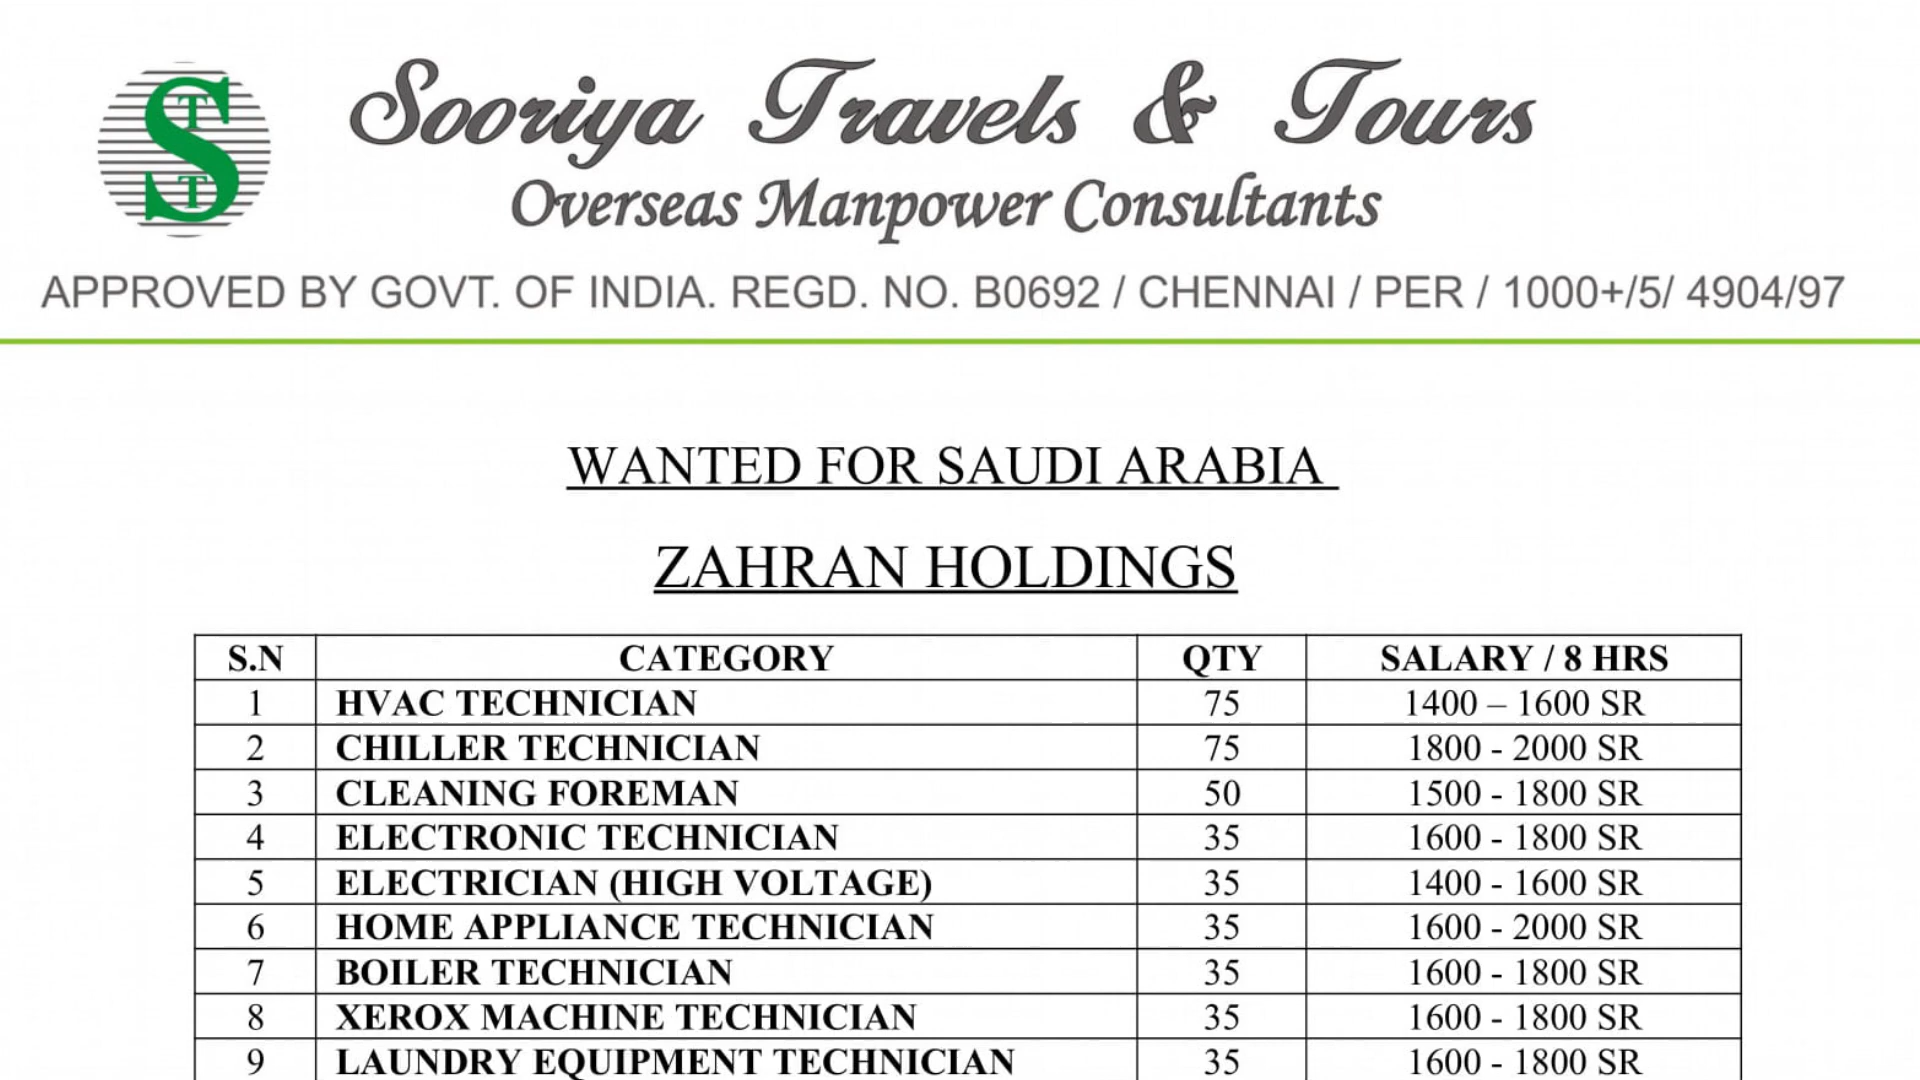 S
T
T
Sooriya Travels & Tours
Overseas Manpower Consultants
APPROVED BY GOVT. OF INDIA. REGD. NO. B0692 / CHENNAI / PER / 1000+/5/ 4904/97
WANTED FOR SAUDI ARABIA
ZAHRAN HOLDINGS
S.N CATEGORY QTY SALARY / 8 HRS
1 HVAC TECHNICIAN 75 1400 – 1600 SR
2 CHILLER TECHNICIAN 75 1800 - 2000 SR
3 CLEANING FOREMAN 50 1500 - 1800 SR
4 ELECTRONIC TECHNICIAN 35 1600 - 1800 SR
5 ELECTRICIAN (HIGH VOLTAGE) 35 1400 - 1600 SR
6 HOME APPLIANCE TECHNICIAN 35 1600 - 2000 SR
7 BOILER TECHNICIAN 35 1600 - 1800 SR
8 XEROX MACHINE TECHNICIAN 35 1600 - 1800 SR
9 LAUNDRY EQUIPMENT TECHNICIAN 35 1600 - 1800 SR